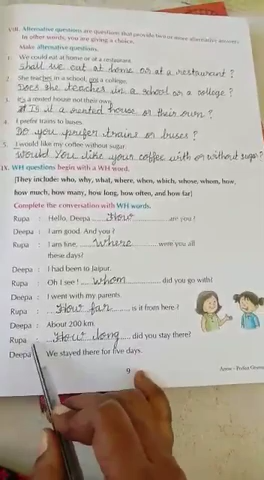 VIII. Alternative questions are questions that provide two or more alternative answers.
In other words, you are giving a choice.
Make alternative questions.
1. We could eat at home or at a restaurant.
Shall we eat at home or at a restaurant?
2. She teaches in a school, not a college.
Does she teaches in a school or a college?
3. It's a rented house not their own.
Is it a rented house or their own?
4. I prefer trains to buses.
Do you prefer trains or buses?
5. I would like my coffee without sugar.
Would You like your coffee with or without sugar?
IX. WH questions begin with a WH word.
[They include: who, why, what, where, when, which, whose, whom, how,
how much, how many, how long, how often, and how far]
Complete the conversation with WH words.
Rupa : Hello, Deepa. How are you!
Deepa : I am good. And you?
Rupa : I am fine. Where were you all
these days?
Deepa : I had been to Jaipur.
Rupa : Oh I see! whom did you go with?
Deepa : I went with my parents.
Rupa : How far is it from here?
Deepa : About 200 km.
Rupa : How long did you stay there?
Deepa : We stayed there for five days.
9